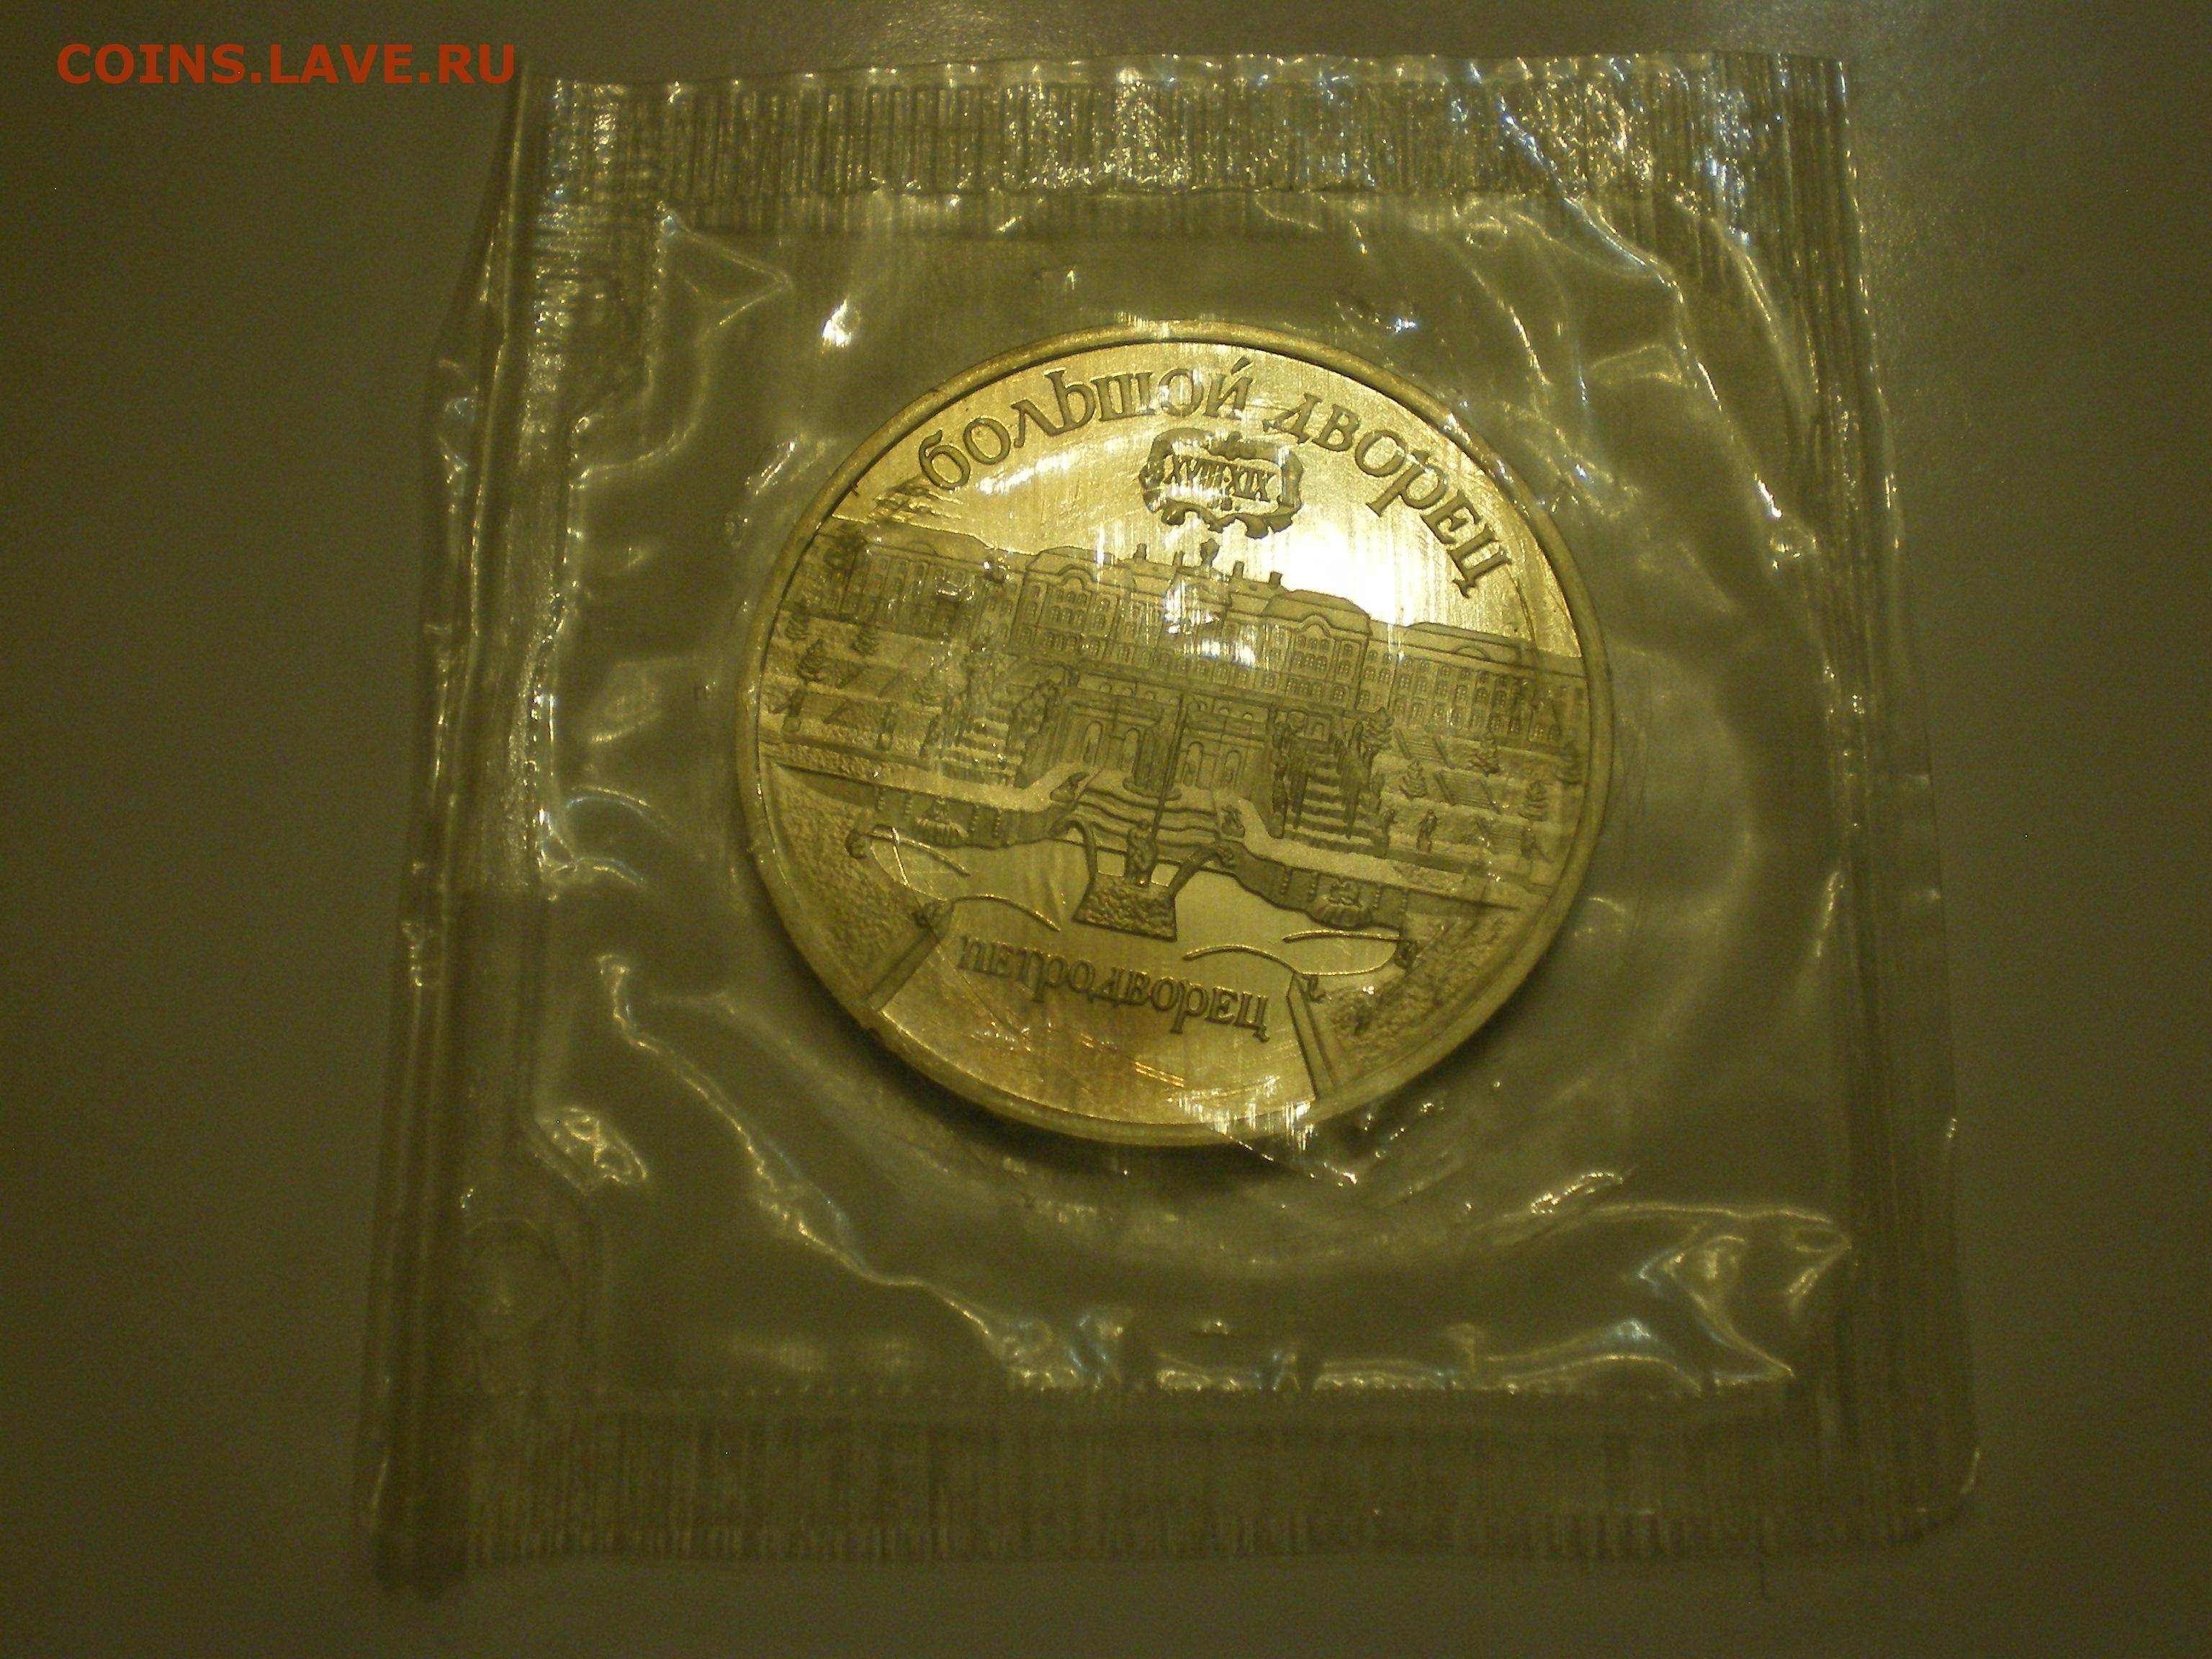 COINS.LAVE.RU
БОЛЬШОЙ ДВОРЕЦ
XVIII-XIX
ПЕТРОДВОРЕЦ